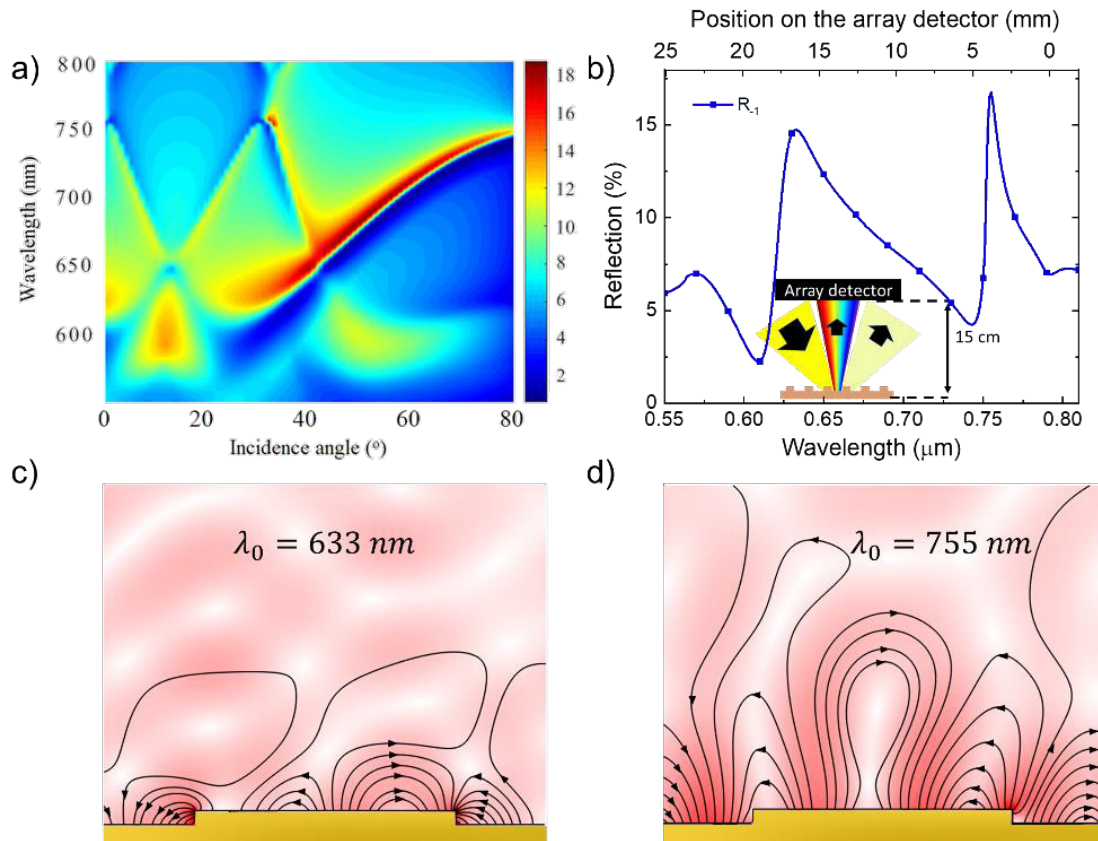 a)
Wavelength (nm)
800
750
700
650
600
0
20
40
60
80
Incidence angle (°)
18
16
14
12
10
8
6
4
2
b)
Position on the array detector (mm)
25 20 15 10 5 0
Reflection (%)
15
10
5
0
R-1
Array detector
15 cm
0.55 0.60 0.65 0.70 0.75 0.80
Wavelength (μm)
c)
λ0 = 633 nm
d)
λ0 = 755 nm